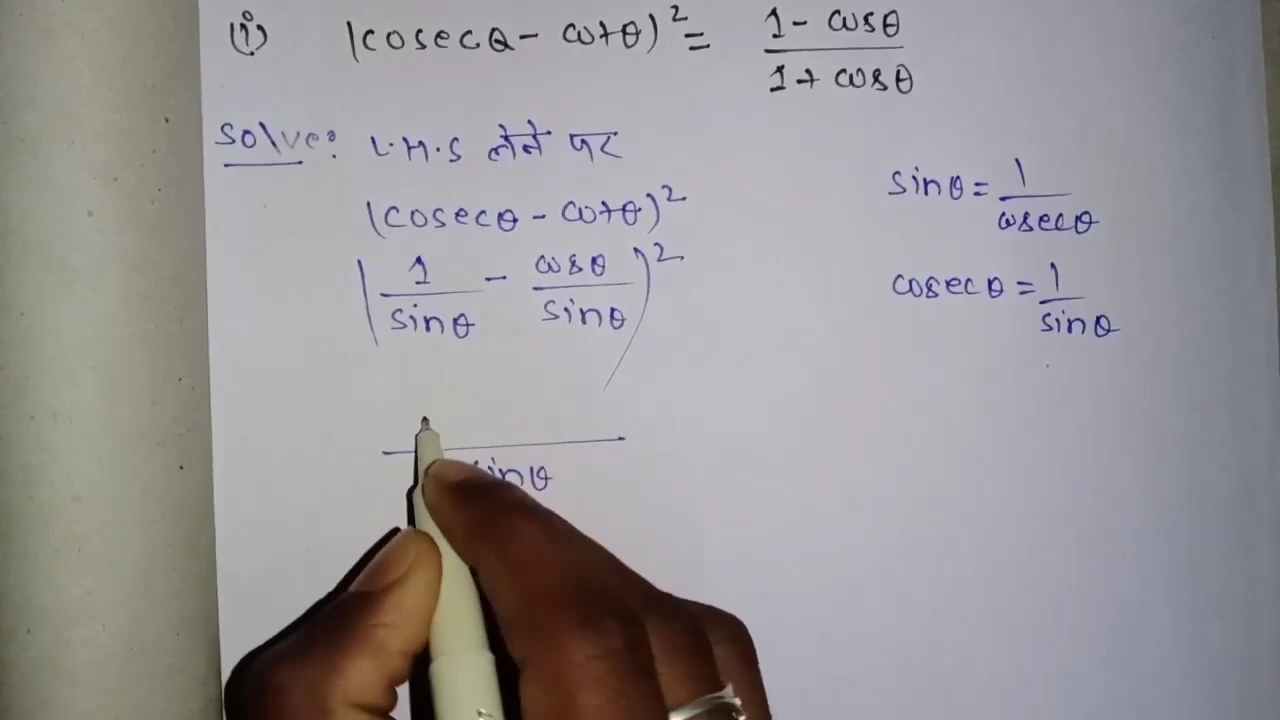 (i) (cosecθ - cotθ)² = 1 - cosθ / 1 + cosθ
Solve: L.H.S लेने पर
(cosecθ - cotθ)²
(1/sinθ - cosθ/sinθ)²
sinθ
sinθ = 1/cosecθ
cosecθ = 1/sinθ